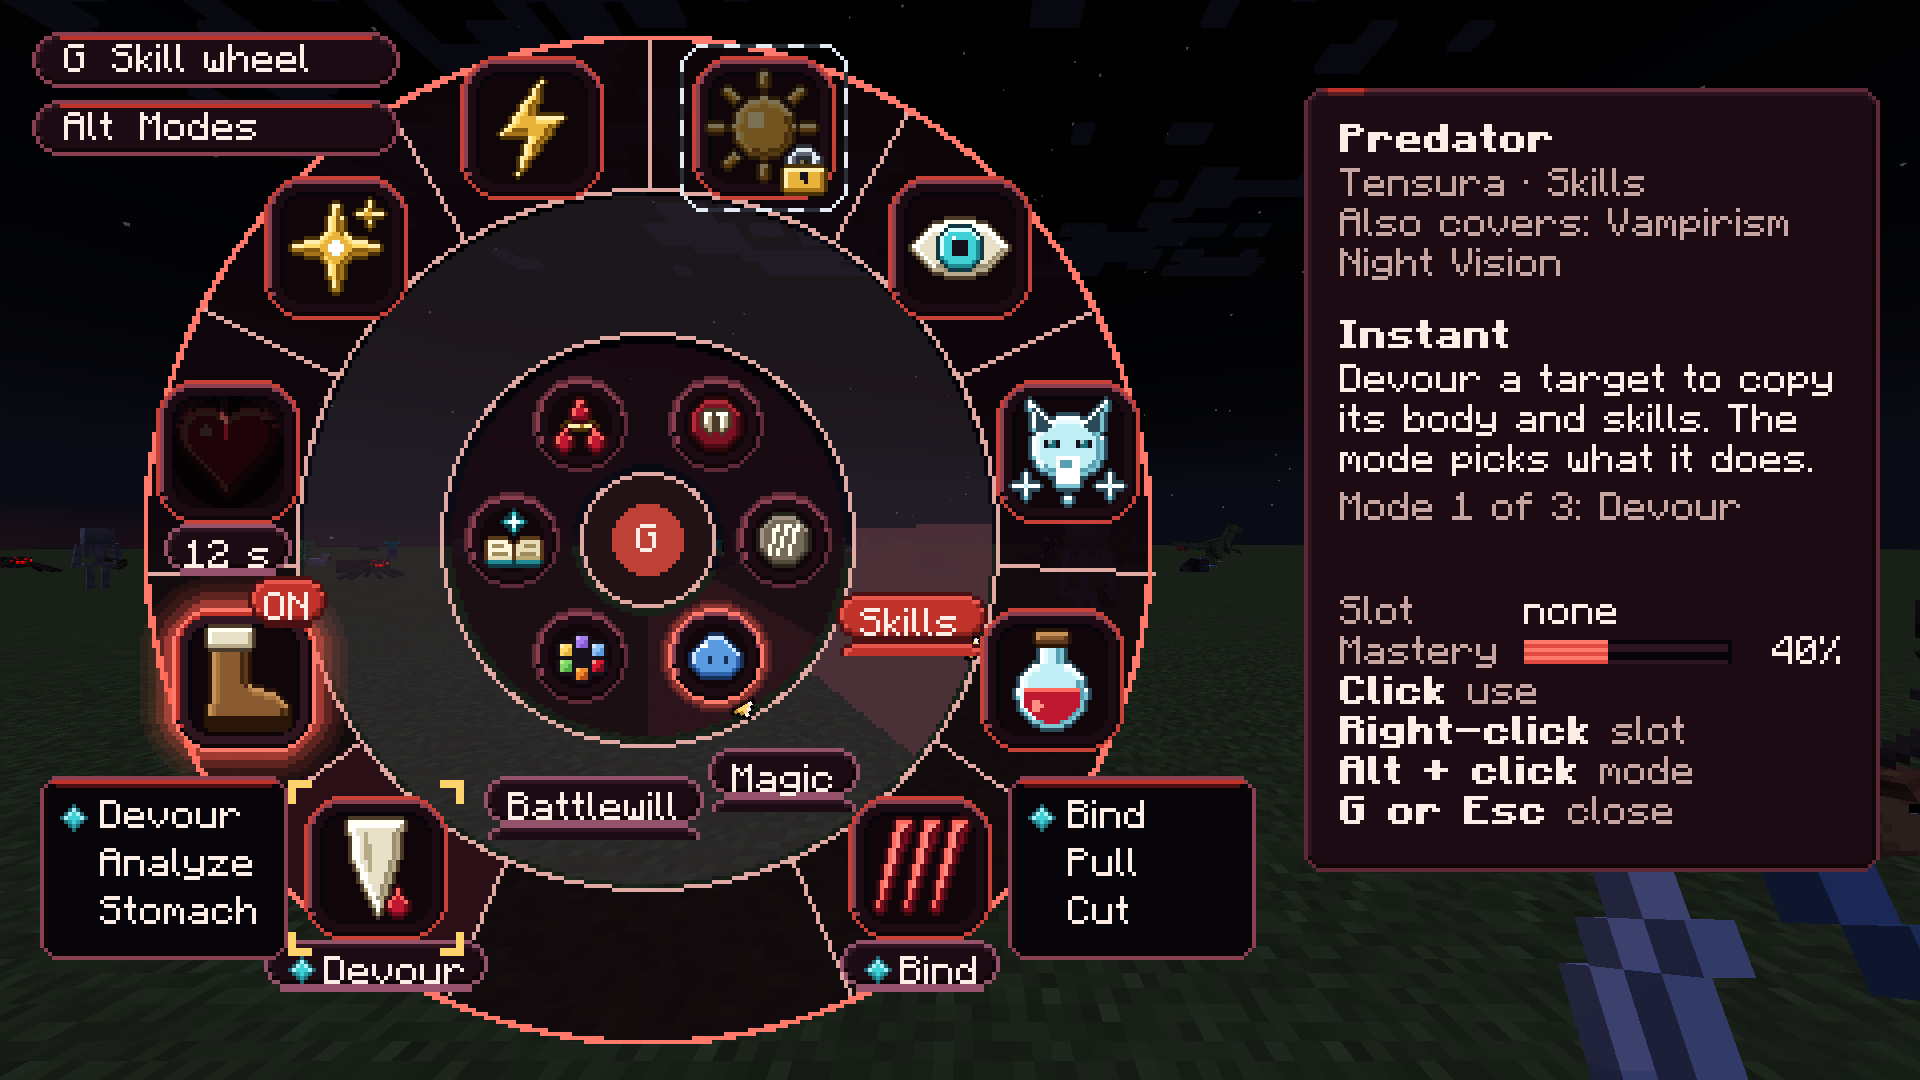 G Skill wheel
Alt Modes
12 s
ON
G
Skills
Magic
Battlewill
Devour
Analyze
Stomach
Devour
Bind
Pull
Cut
Bind
Predator
Tensura · Skills
Also covers: Vampirism
Night Vision
Instant
Devour a target to copy
its body and skills. The
mode picks what it does.
Mode 1 of 3: Devour
Slot none
Mastery 40%
Click use
Right-click slot
Alt + click mode
G or Esc close